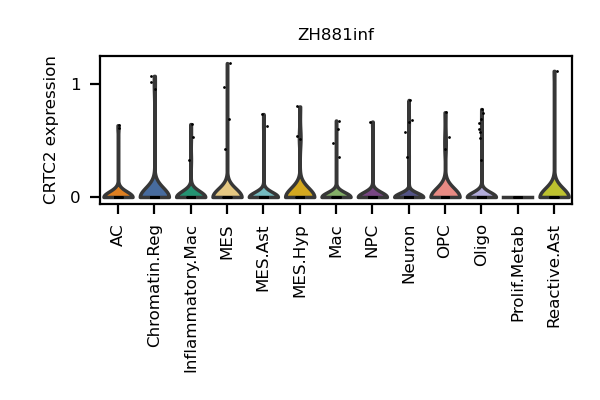 ZH881inf
CRTC2 expression
1
0
AC
Chromatin.Reg
Inflammatory.Mac
MES
MES.Ast
MES.Hyp
Mac
NPC
Neuron
OPC
Oligo
Prolif.Metab
Reactive.Ast